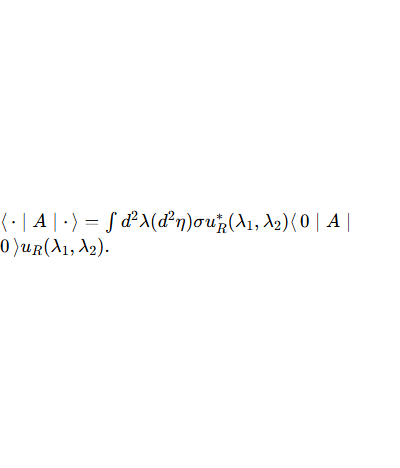 ⟨ · | A | · ⟩ = ∫ d²λ(d²η)σu*_R(λ₁, λ₂)⟨ 0 | A |
0 ⟩u_R(λ₁, λ₂).